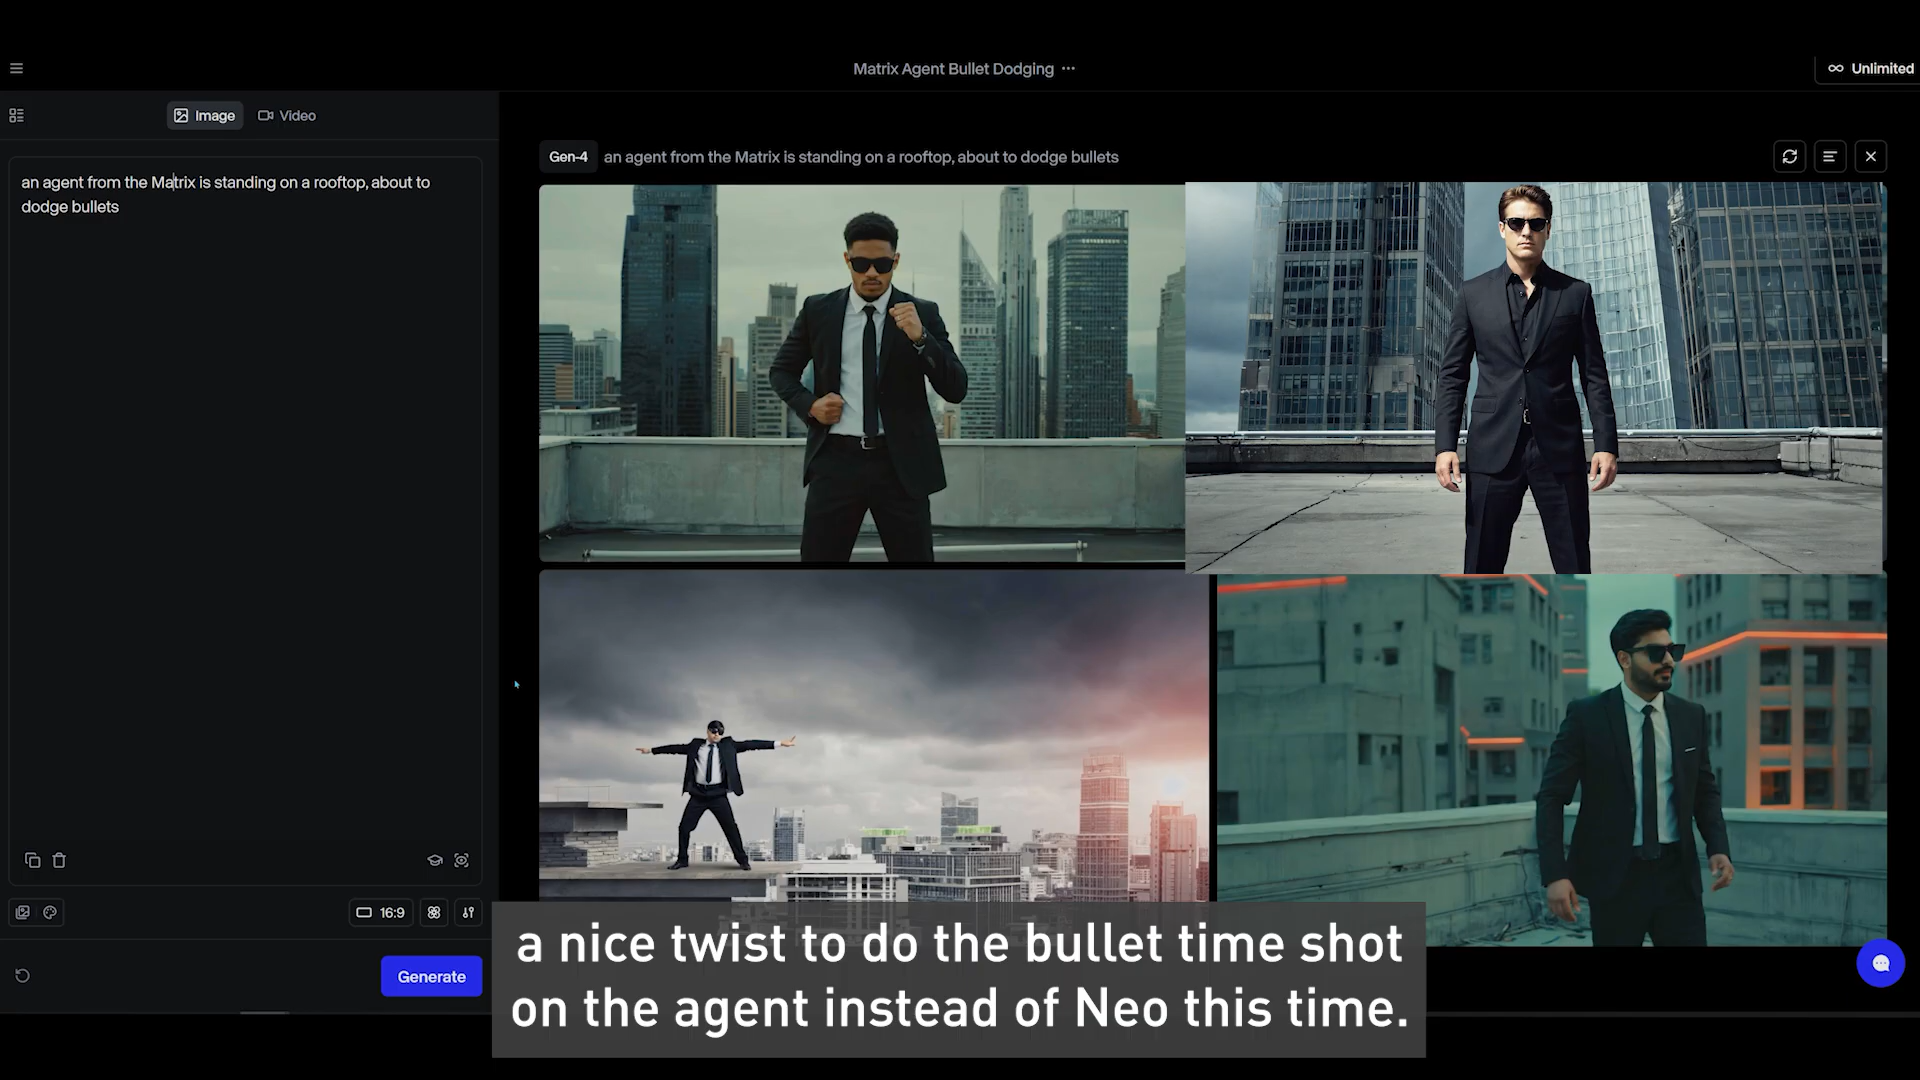 Matrix Agent Bullet Dodging ···
Unlimited
Image
Video
an agent from the Matrix is standing on a rooftop, about to
dodge bullets
Gen-4 an agent from the Matrix is standing on a rooftop, about to dodge bullets
16:9
Generate
a nice twist to do the bullet time shot
on the agent instead of Neo this time.